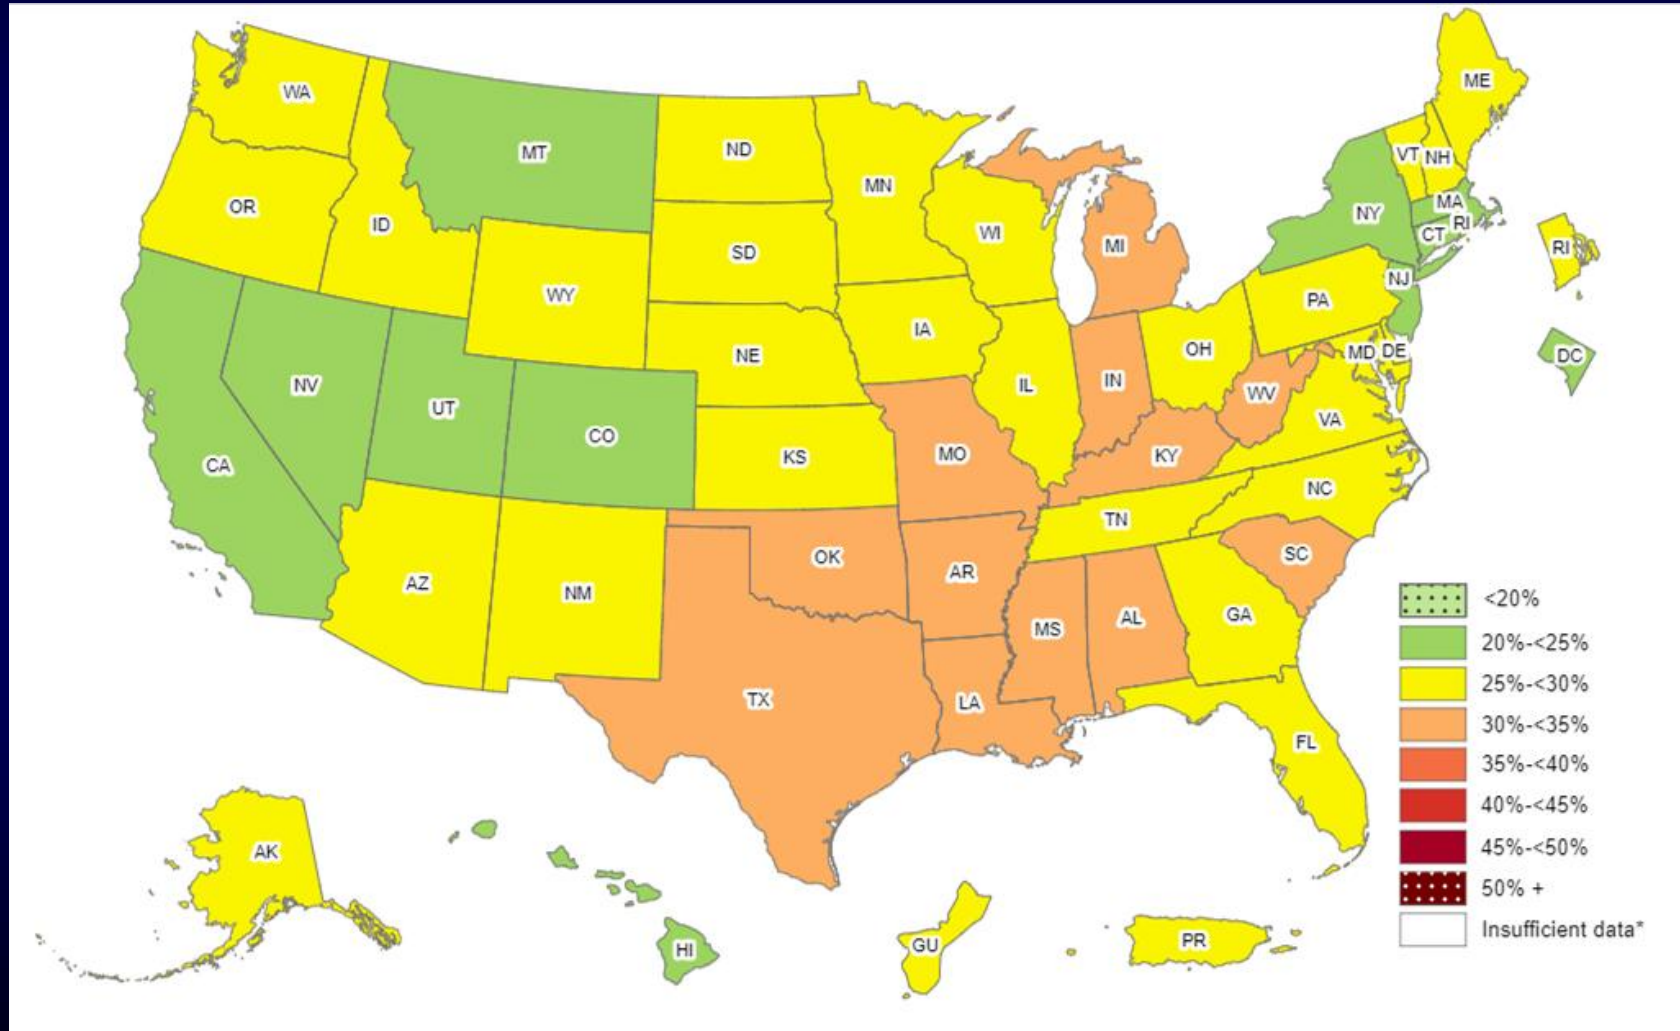 WA
ME
MT
ND
VT
NH
MN
OR
MA
NY
RI
ID
CT
WI
MI
RI
SD
NJ
WY
PA
IA
OH
MD
DE
NE
DC
NV
IL
IN
WV
UT
VA
CO
MO
KY
KS
CA
NC
TN
SC
OK
AR
AZ
NM
GA
MS
AL
TX
LA
FL
AK
HI
GU
PR
<20%
20%-<25%
25%-<30%
30%-<35%
35%-<40%
40%-<45%
45%-<50%
50% +
Insufficient data*